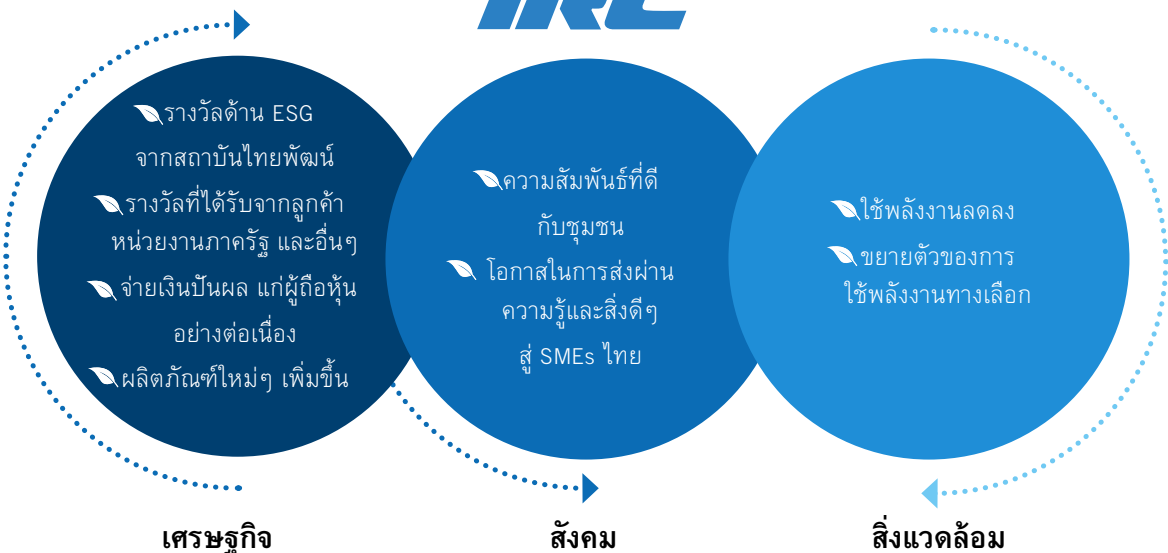 IRC
รางวัลด้าน ESG
จากสถาบันไทยพัฒน์
รางวัลที่ได้รับจากลูกค้า
หน่วยงานภาครัฐ และอื่นๆ
จ่ายเงินปันผล แก่ผู้ถือหุ้น
อย่างต่อเนื่อง
ผลิตภัณฑ์ใหม่ๆ เพิ่มขึ้น
เศรษฐกิจ
ความสัมพันธ์ที่ดี
กับชุมชน
โอกาสในการส่งผ่าน
ความรู้และสิ่งดีๆ
สู่ SMEs ไทย
สังคม
ใช้พลังงานลดลง
ขยายตัวของการ
ใช้พลังงานทางเลือก
สิ่งแวดล้อม